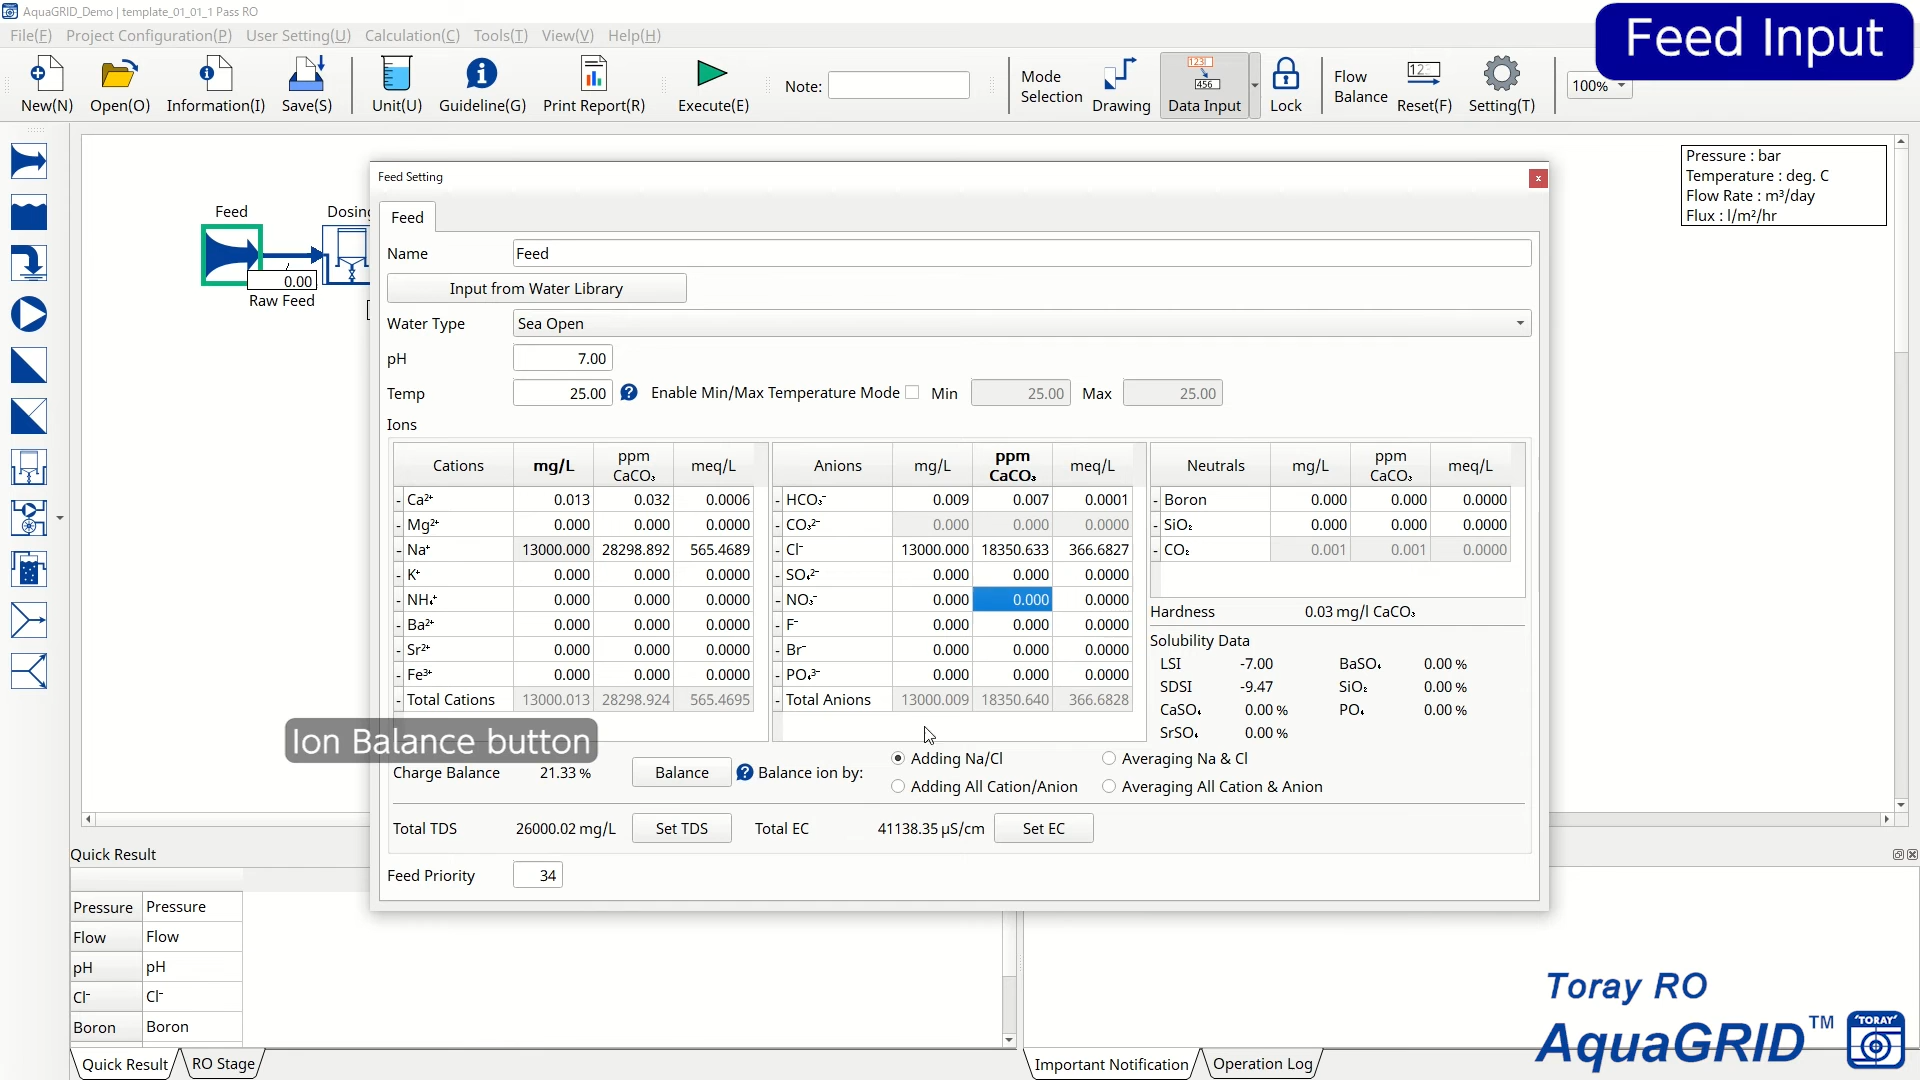 AquaGRID_Demo | template_01_01_1 Pass RO
File(F) Project Configuration(P) User Setting(U) Calculation(C) Tools(T) View(V) Help(H)
Feed Input
New(N) Open(O) Information(I) Save(S) Unit(U) Guideline(G) Print Report(R) Execute(E) Note: Mode Selection Drawing Data Input Lock Flow Balance Reset(F) Setting(T) 100%
Pressure : bar
Temperature : deg. C
Flow Rate : m³/day
Flux : l/m²/hr
Feed Dosing
0.00
Raw Feed
Feed Setting
Feed
Name Feed
Input from Water Library
Water Type Sea Open
pH 7.00
Temp 25.00 Enable Min/Max Temperature Mode Min 25.00 Max 25.00
Ions
Cations mg/L ppm CaCO₃ meq/L Anions mg/L ppm CaCO₃ meq/L Neutrals mg/L ppm CaCO₃ meq/L
- Ca²⁺ 0.013 0.032 0.0006 - HCO₃⁻ 0.009 0.007 0.0001 - Boron 0.000 0.000 0.0000
- Mg²⁺ 0.000 0.000 0.0000 - CO₃²⁻ 0.000 0.000 0.0000 - SiO₂ 0.000 0.000 0.0000
- Na⁺ 13000.000 28298.892 565.4689 - Cl⁻ 13000.000 18350.633 366.6827 - CO₂ 0.001 0.001 0.0000
- K⁺ 0.000 0.000 0.0000 - SO₄²⁻ 0.000 0.000 0.0000
- NH₄⁺ 0.000 0.000 0.0000 - NO₃⁻ 0.000 0.000 0.0000
- Ba²⁺ 0.000 0.000 0.0000 - F⁻ 0.000 0.000 0.0000
- Sr²⁺ 0.000 0.000 0.0000 - Br⁻ 0.000 0.000 0.0000
- Fe³⁺ 0.000 0.000 0.0000 - PO₄³⁻ 0.000 0.000 0.0000
- Total Cations 13000.013 28298.924 565.4695 - Total Anions 13000.009 18350.640 366.6828
Hardness 0.03 mg/l CaCO₃
Solubility Data
LSI -7.00 BaSO₄ 0.00 %
SDSI -9.47 SiO₂ 0.00 %
CaSO₄ 0.00 % PO₄ 0.00 %
SrSO₄ 0.00 %
Ion Balance button
Charge Balance 21.33 % Balance Balance ion by:
Adding Na/Cl Averaging Na & Cl
Adding All Cation/Anion Averaging All Cation & Anion
Total TDS 26000.02 mg/L Set TDS Total EC 41138.35 µS/cm Set EC
Feed Priority 34
Quick Result
Pressure Pressure
Flow Flow
pH pH
Cl⁻ Cl⁻
Boron Boron
Quick Result RO Stage
Important Notification Operation Log
Toray RO
AquaGRID™
'TORAY'